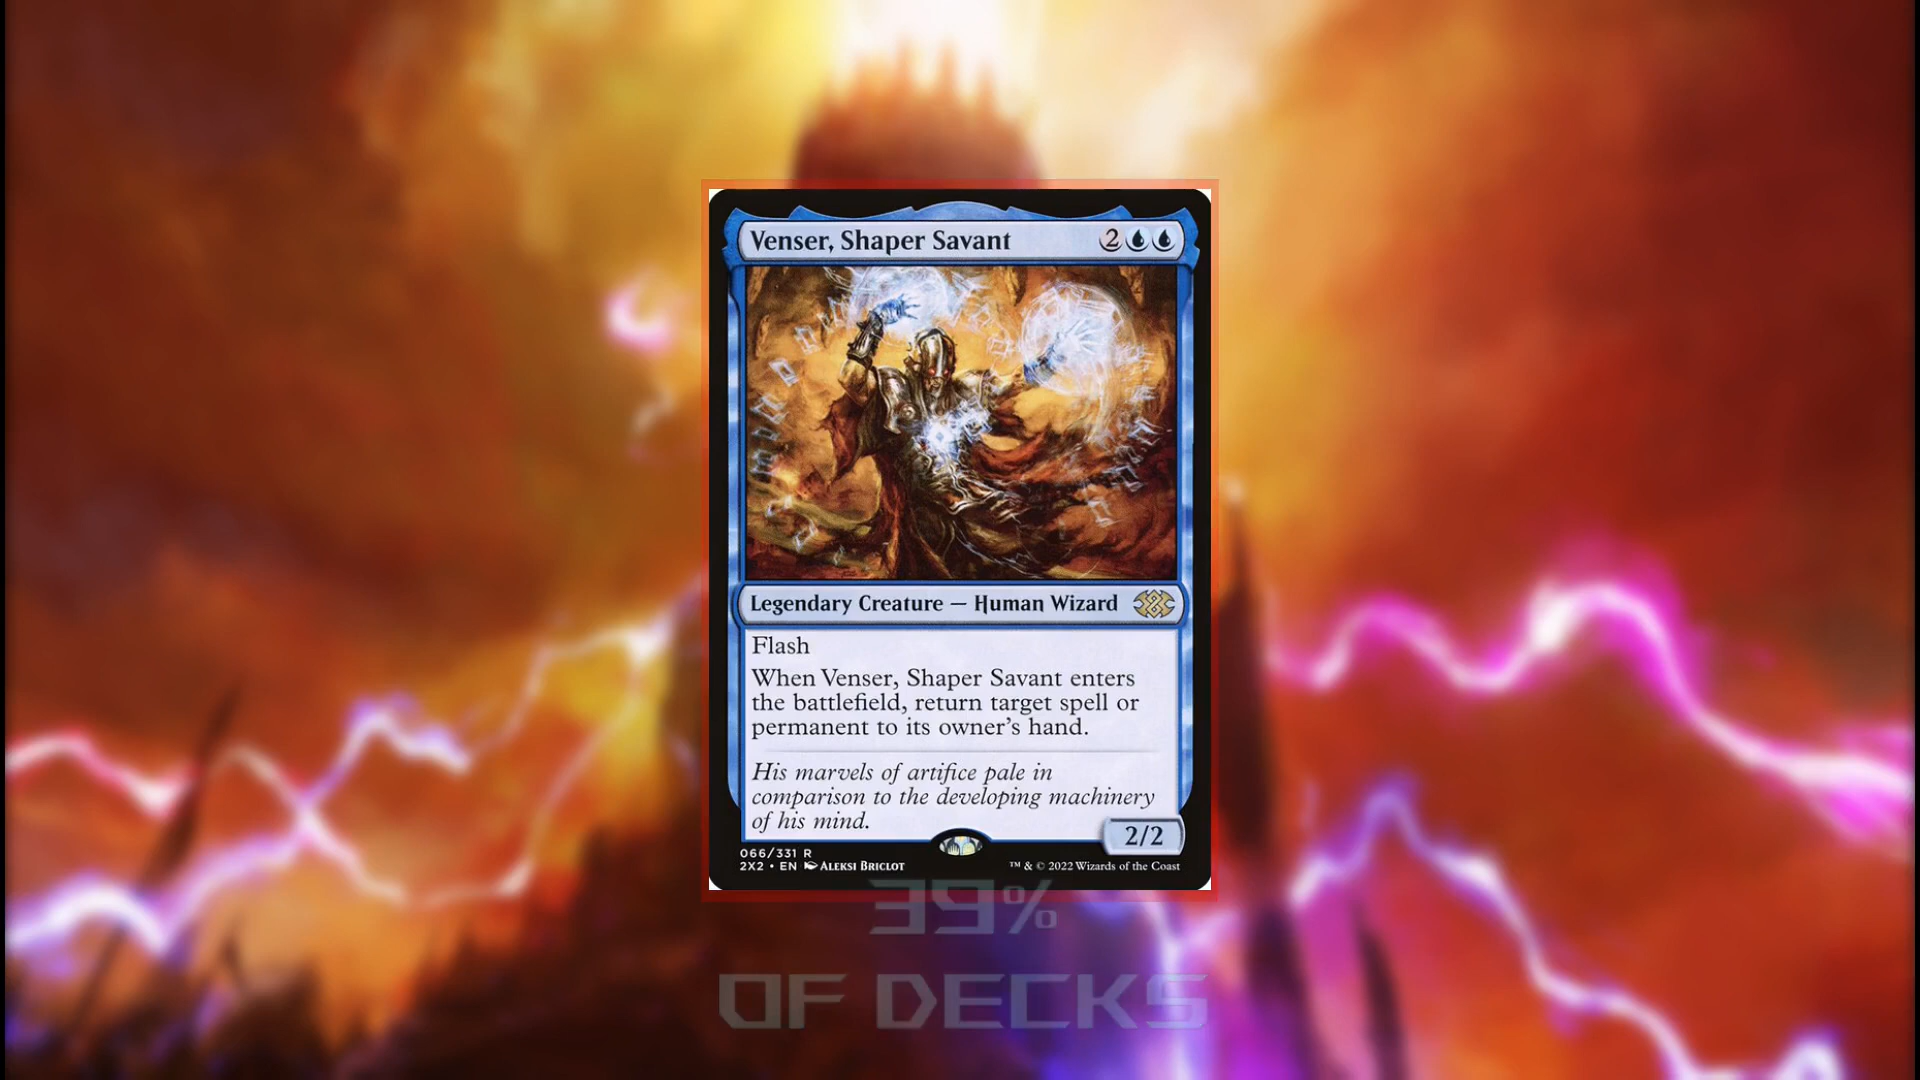 Venser, Shaper Savant 2
Legendary Creature — Human Wizard
Flash
When Venser, Shaper Savant enters
the battlefield, return target spell or
permanent to its owner's hand.
His marvels of artifice pale in
comparison to the developing machinery
of his mind.
2/2
066/331 R
2X2 • EN ALEKSI BRICLOT ™ & © 2022 Wizards of the Coast
39%
OF DECKS